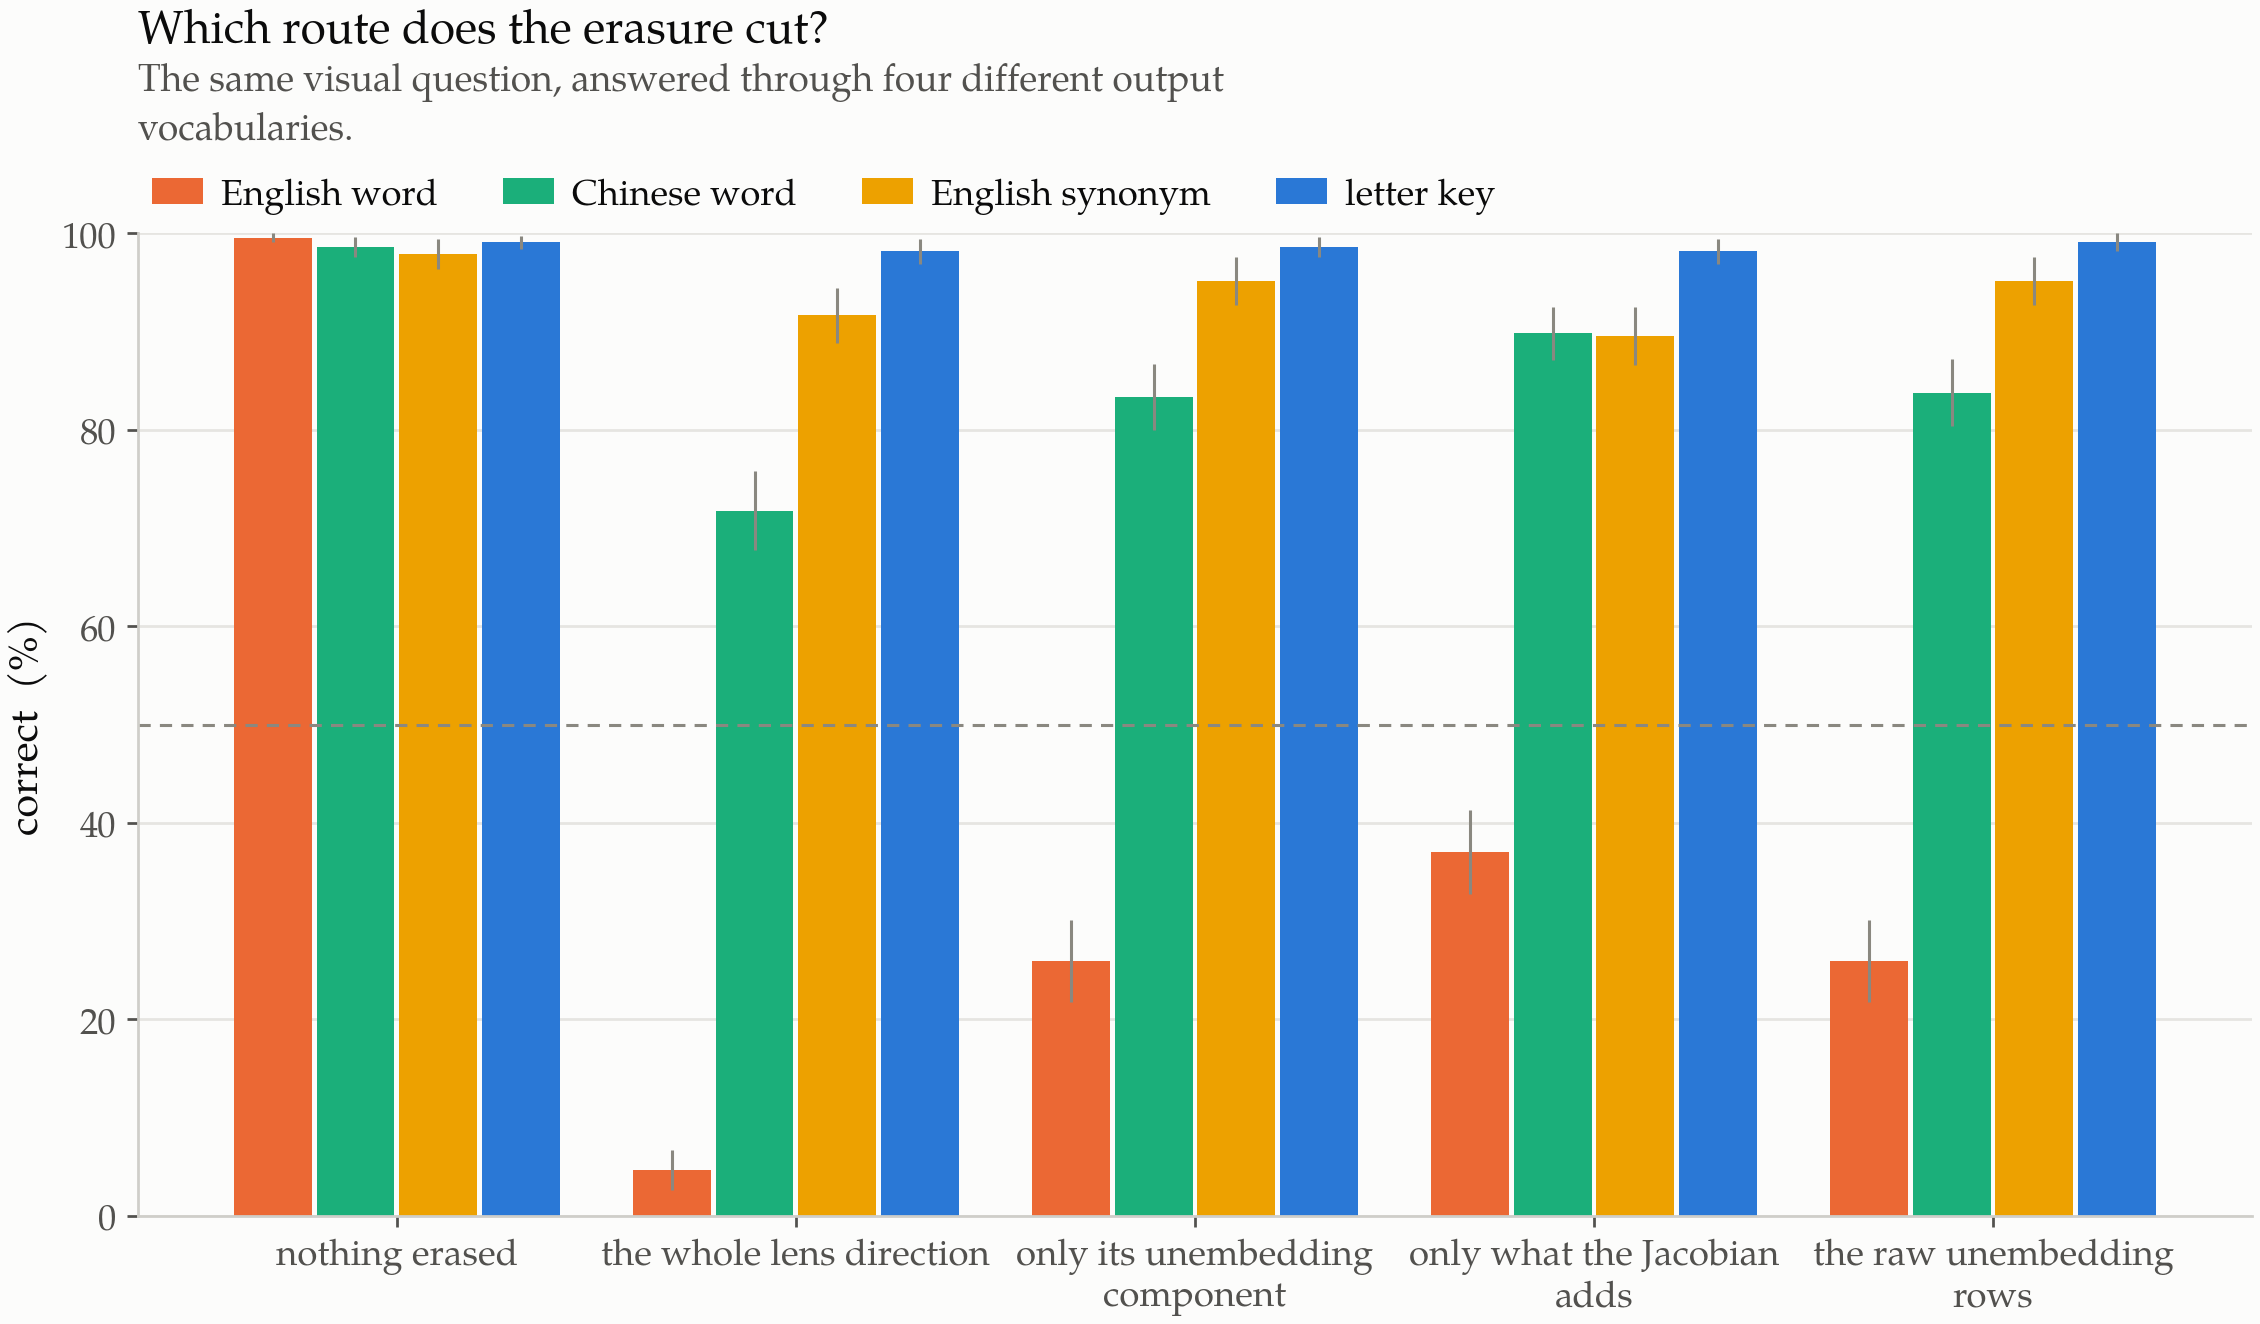 Which route does the erasure cut?
The same visual question, answered through four different output
vocabularies.
English word
Chinese word
English synonym
letter key
correct (%)
100
80
60
40
20
0
nothing erased
the whole lens direction
only its unembedding
component
only what the Jacobian
adds
the raw unembedding
rows